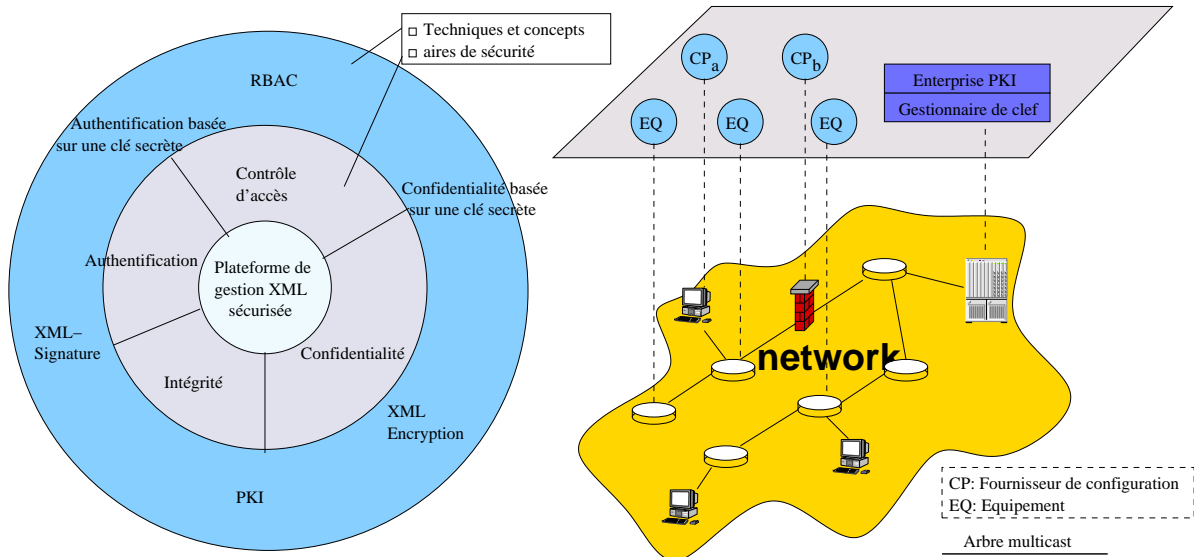 □ Techniques et concepts
□ aires de sécurité
RBAC
Authentification basée
sur une clé secrète
Contrôle
d’accès
Confidentialité basée
sur une clé secrète
Authentification
Plateforme de
gestion XML
sécurisée
XML–
Signature
Confidentialité
Intégrité
XML
Encryption
PKI
CPa
CPb
EQ
EQ
EQ
Enterprise PKI
Gestionnaire de clef
network
CP: Fournisseur de configuration
EQ: Equipement
Arbre multicast